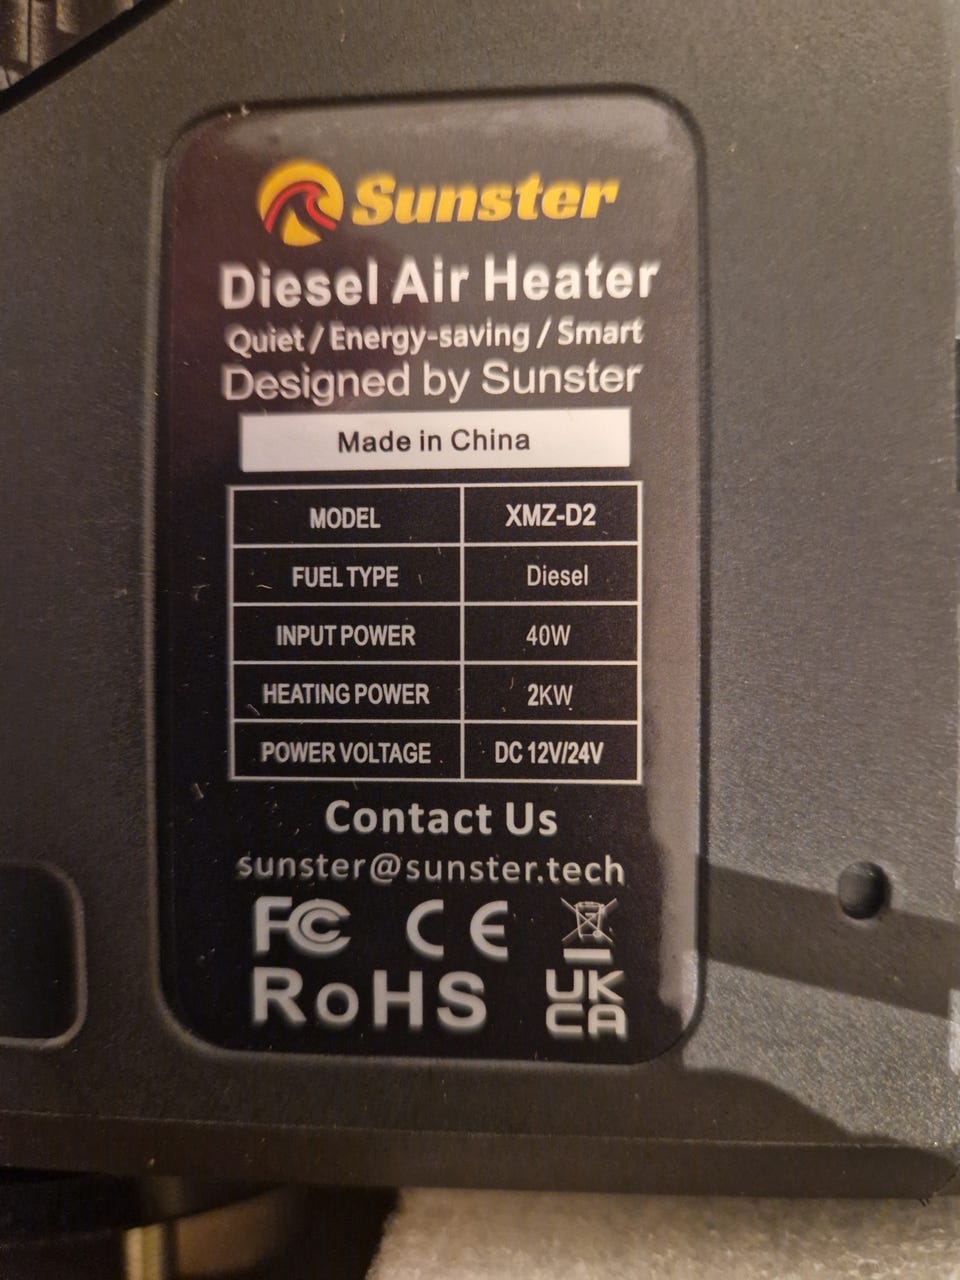 Sunster
Diesel Air Heater
Quiet / Energy-saving / Smart
Designed by Sunster
Made in China
MODEL XMZ-D2
FUEL TYPE Diesel
INPUT POWER 40W
HEATING POWER 2KW
POWER VOLTAGE DC 12V/24V
Contact Us
sunster@sunster.tech
FC CE
RoHS UK
CA